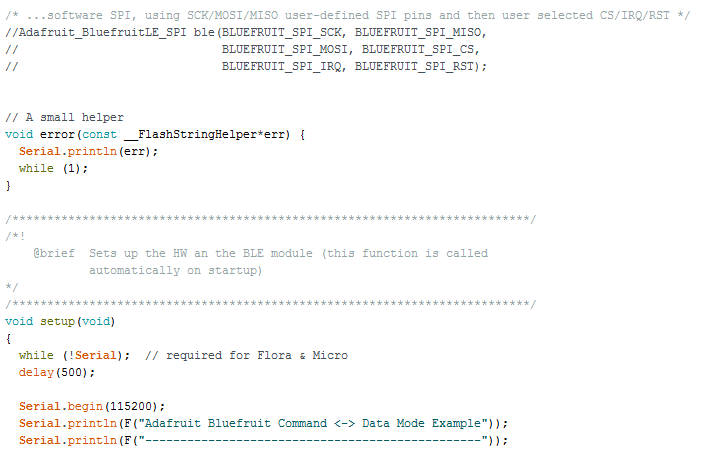 /* ...software SPI, using SCK/MOSI/MISO user-defined SPI pins and then user selected CS/IRQ/RST */
//Adafruit_BluefruitLE_SPI ble(BLUEFRUIT_SPI_SCK, BLUEFRUIT_SPI_MISO,
//                             BLUEFRUIT_SPI_MOSI, BLUEFRUIT_SPI_CS,
//                             BLUEFRUIT_SPI_IRQ, BLUEFRUIT_SPI_RST);
// A small helper
void error(const __FlashStringHelper*err) {
  Serial.println(err);
  while (1);
}
/**************************************************************************/
/*!
    @brief  Sets up the HW an the BLE module (this function is called
            automatically on startup)
*/
/**************************************************************************/
void setup(void)
{
  while (!Serial);  // required for Flora & Micro
  delay(500);
  Serial.begin(115200);
  Serial.println(F("Adafruit Bluefruit Command <-> Data Mode Example"));
  Serial.println(F("------------------------------------------------"));